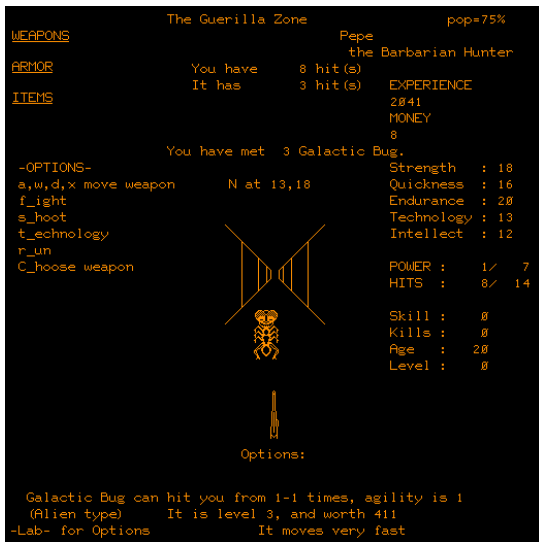 The Guerilla Zone pop=75%
WEAPONS Pepe
the Barbarian Hunter
ARMOR You have 8 hit(s)
It has 3 hit(s) EXPERIENCE
ITEMS 2041
MONEY
8
You have met 3 Galactic Bug.
-OPTIONS- Strength : 18
a,w,d,x move weapon N at 13,18 Quickness : 16
f_ight Endurance : 20
s_hoot Technology : 13
t_echnology Intellect : 12
r_un
C_hoose weapon POWER : 1/ 7
HITS : 8/ 14
Skill : 0
Kills : 0
Age : 20
Level : 0
Options:
Galactic Bug can hit you from 1-1 times, agility is 1
(Alien type) It is level 3, and worth 411
-Lab- for Options It moves very fast